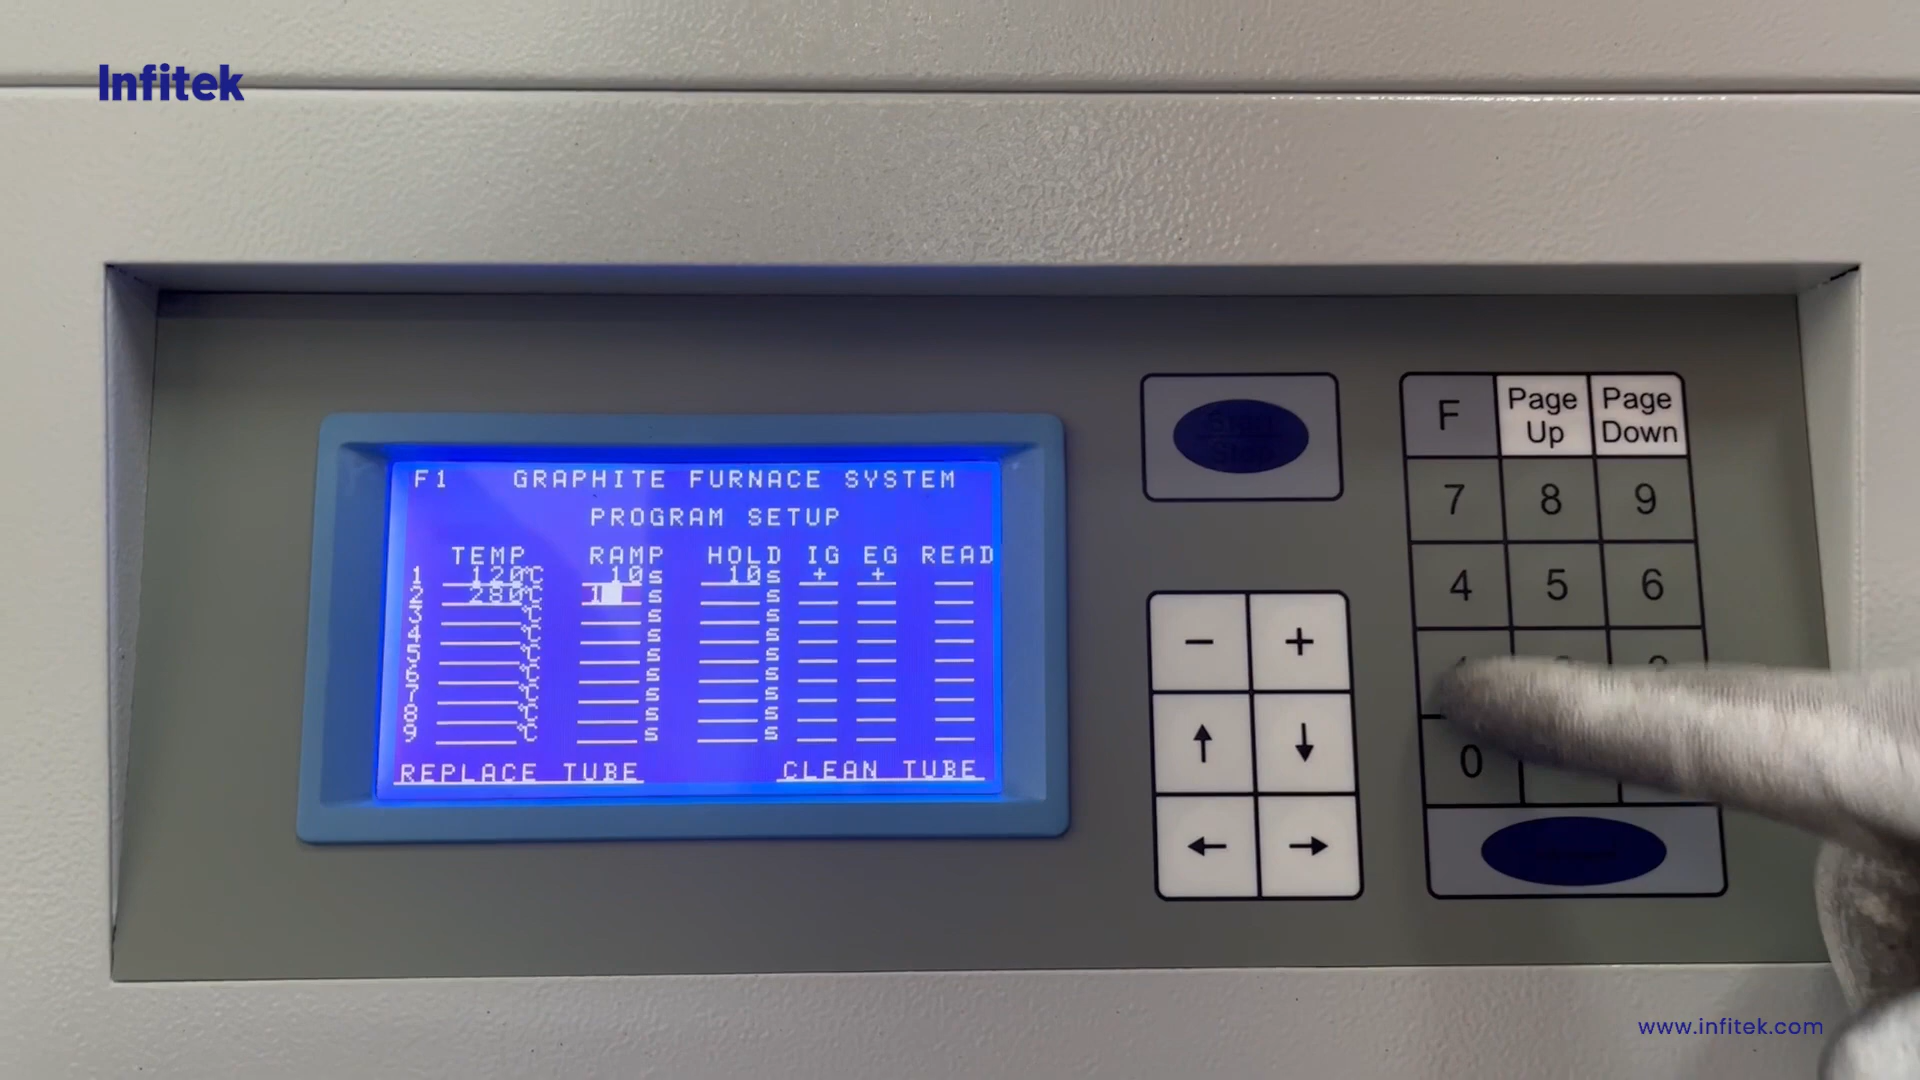 Infitek
F1 GRAPHITE FURNACE SYSTEM
PROGRAM SETUP
TEMP RAMP HOLD IG EG READ
1 120℃ 10s 10s + +
2 280℃ 1 s s
3 ℃ s s
4 ℃ s s
5 ℃ s s
6 ℃ s s
7 ℃ s s
8 ℃ s s
9 ℃ s s
REPLACE TUBE CLEAN TUBE
− +
↑ ↓
← →
F Page Up Page Down
7 8 9
4 5 6
0
www.infitek.com